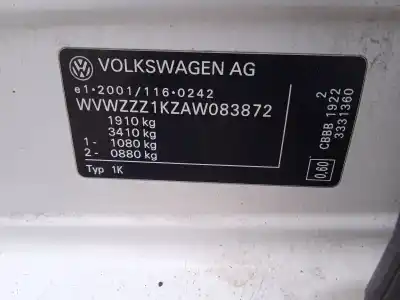 VOLKSWAGEN AG
e1*2001/116*0242
WVWZZZ1KZAW083872
1910 kg
3410 kg
1- 1080 kg
2- 0880 kg
Typ 1K
CBBB 1922 2
3331360
0,60